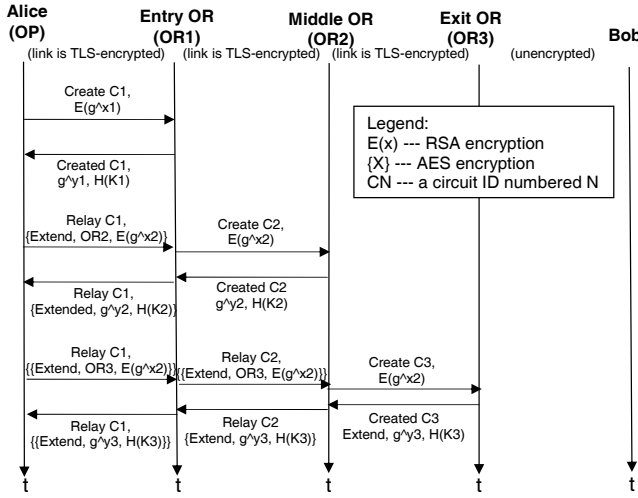 Alice
(OP)
Entry OR
(OR1)
Middle OR
(OR2)
Exit OR
(OR3)
Bob
(link is TLS-encrypted)
(link is TLS-encrypted)
(link is TLS-encrypted)
(unencrypted)
Create C1,
E(g^x1)
Legend:
E(x) --- RSA encryption
{X} --- AES encryption
CN --- a circuit ID numbered N
Created C1,
g^y1, H(K1)
Relay C1,
{Extend, OR2, E(g^x2)}
Create C2,
E(g^x2)
Relay C1,
{Extended, g^y2, H(K2)}
Created C2
g^y2, H(K2)
Relay C1,
{{Extend, OR3, E(g^x2)}}
Relay C2,
{{Extend, OR3, E(g^x2)}}
Create C3,
E(g^x2)
Relay C1,
{{Extend, g^y3, H(K3)}}
Relay C2
{Extend, g^y3, H(K3)}
Created C3
Extend, g^y3, H(K3)
t
t
t
t
t